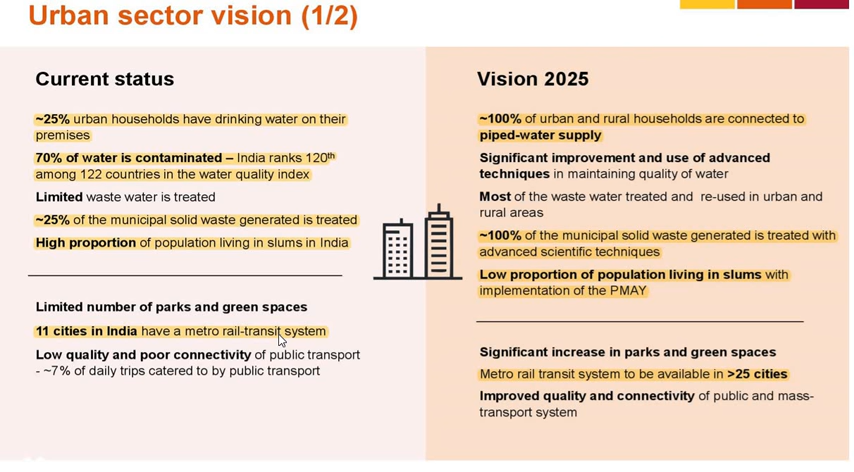 Urban sector vision (1/2)
Current status
~25% urban households have drinking water on their
premises
70% of water is contaminated – India ranks 120th
among 122 countries in the water quality index
Limited waste water is treated
~25% of the municipal solid waste generated is treated
High proportion of population living in slums in India
Limited number of parks and green spaces
11 cities in India have a metro rail-transit system
Low quality and poor connectivity of public transport
- ~7% of daily trips catered to by public transport
Vision 2025
~100% of urban and rural households are connected to
piped-water supply
Significant improvement and use of advanced
techniques in maintaining quality of water
Most of the waste water treated and re-used in urban and
rural areas
~100% of the municipal solid waste generated is treated with
advanced scientific techniques
Low proportion of population living in slums with
implementation of the PMAY
Significant increase in parks and green spaces
Metro rail transit system to be available in >25 cities
Improved quality and connectivity of public and mass-
transport system